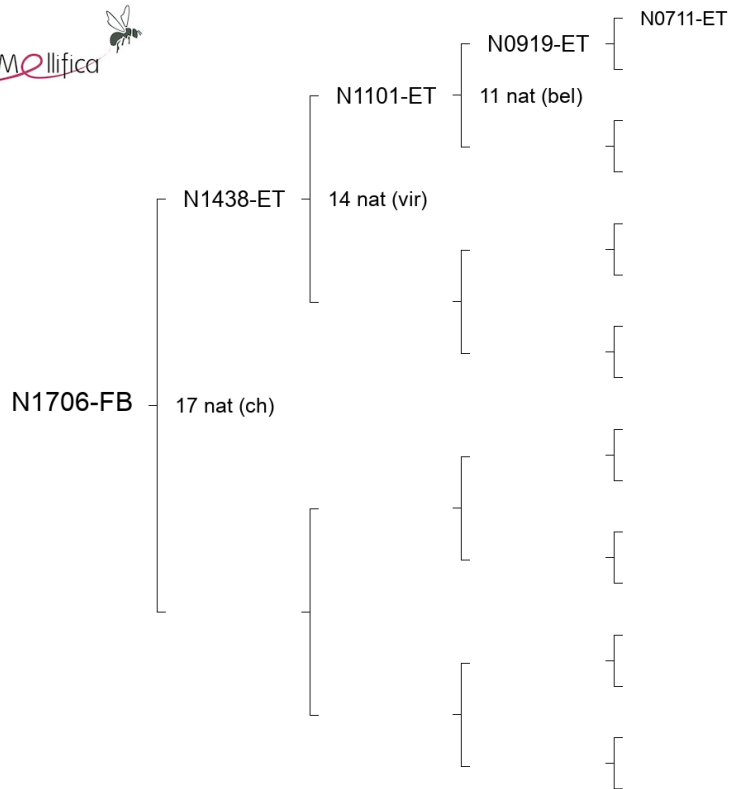 Mellifica
N0711-ET
N0919-ET
N1101-ET
11 nat (bel)
N1438-ET
14 nat (vir)
N1706-FB
17 nat (ch)